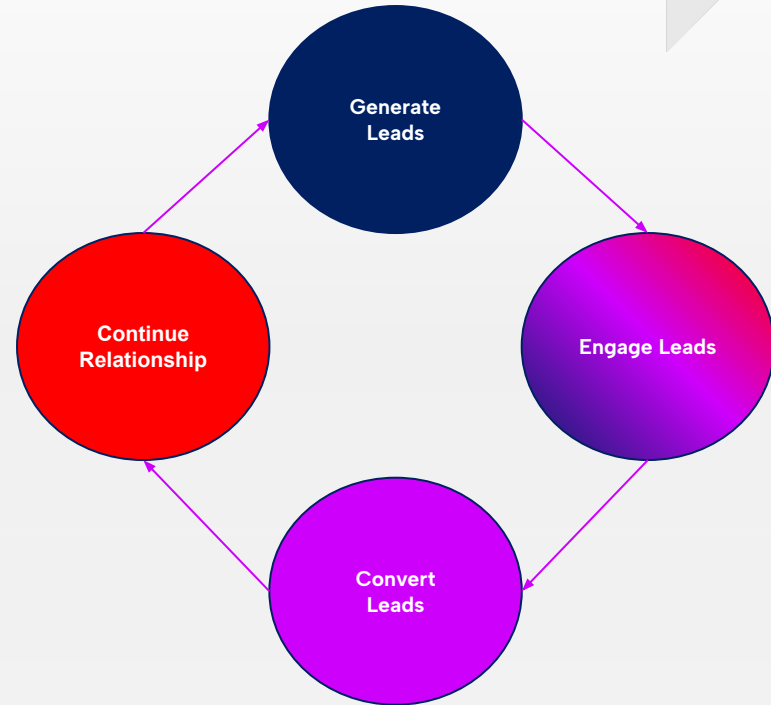 Generate
Leads
Engage Leads
Convert
Leads
Continue
Relationship